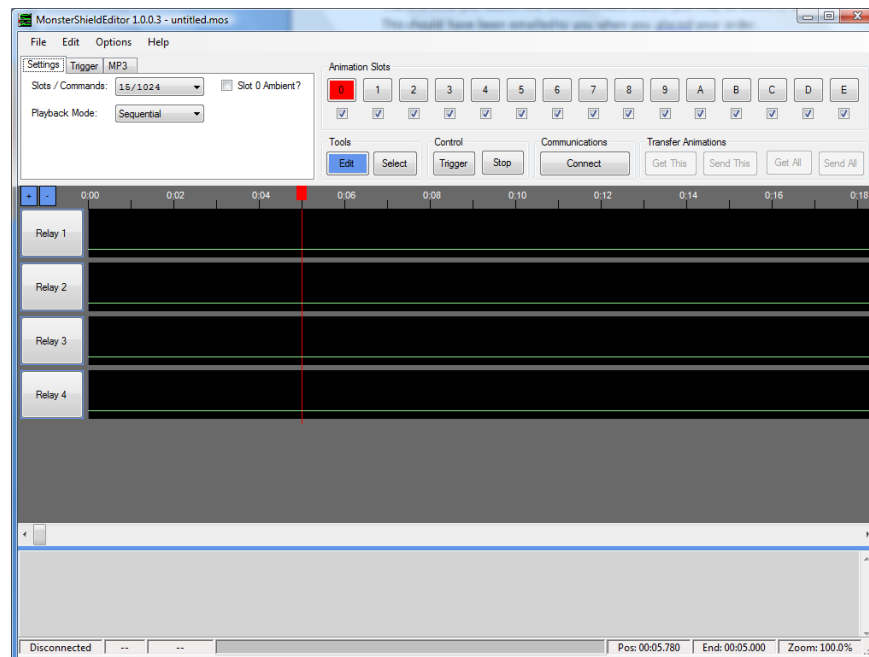 MonsterShieldEditor 1.0.0.3 - untitled.mos
This should have been emailed to you when you placed your order.
File Edit Options Help
Settings Trigger MP3
Slots / Commands: 15/1024 Slot 0 Ambient?
Playback Mode: Sequential
Animation Slots
0 1 2 3 4 5 6 7 8 9 A B C D E
Tools Control Communications Transfer Animations
Edit Select Trigger Stop Connect Get This Send This Get All Send All
+ - 0:00 0:02 0:04 0:06 0:08 0:10 0:12 0:14 0:16 0:18
Relay 1
Relay 2
Relay 3
Relay 4
Disconnected -- -- Pos: 00:05.780 End: 00:05.000 Zoom: 100.0%